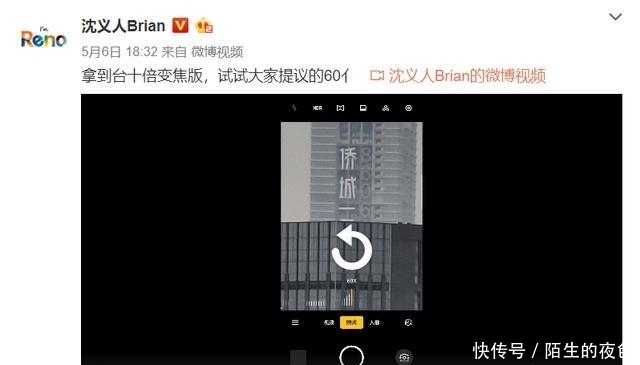 I'm
Reno
沈义人Brian V
5月6日 18:32 来自 微博视频
拿到台十倍变焦版，试试大家提议的60亻 沈义人Brian的微博视频
HDR
侨城一
60X
视频 照片 人像
快传号 / 陌生的夜